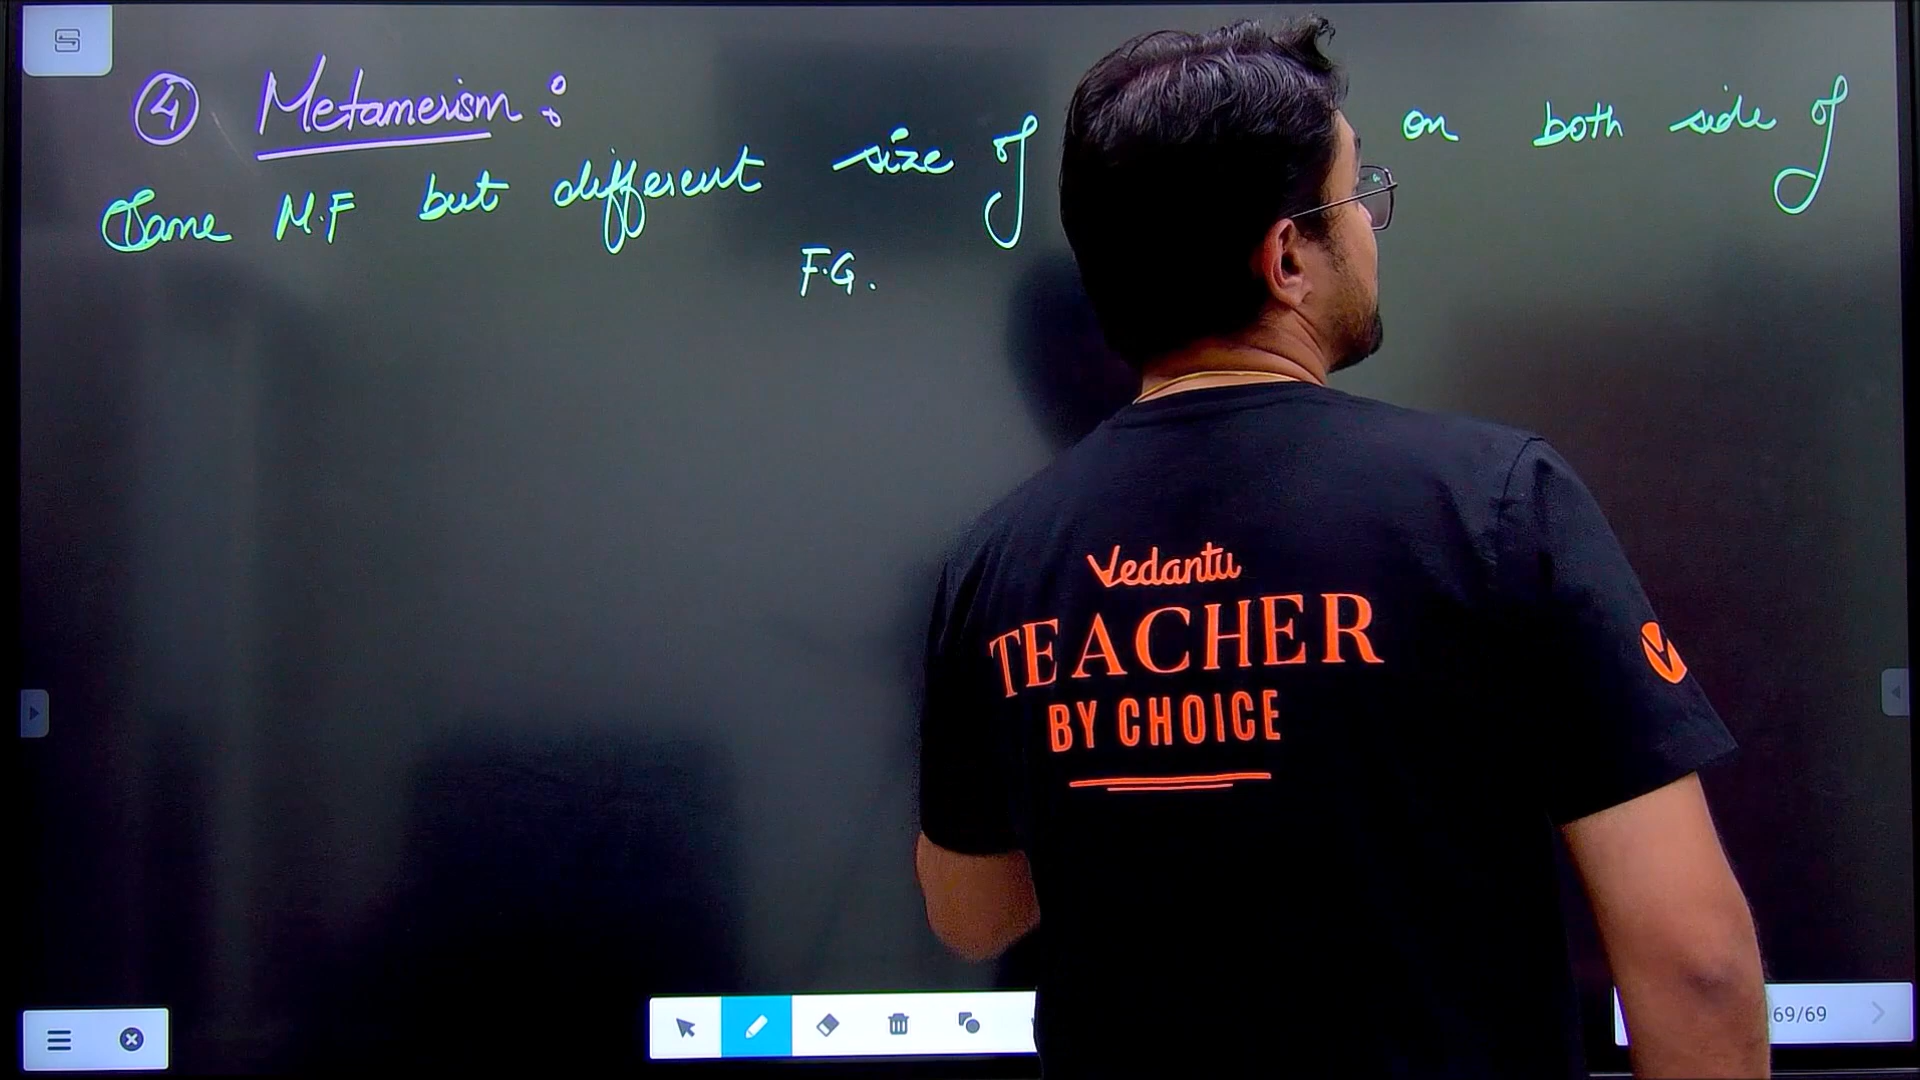 ④ Metamerism :
Same M.F but different size of on both side of
F.G.
Vedantu
TEACHER
BY CHOICE
69/69